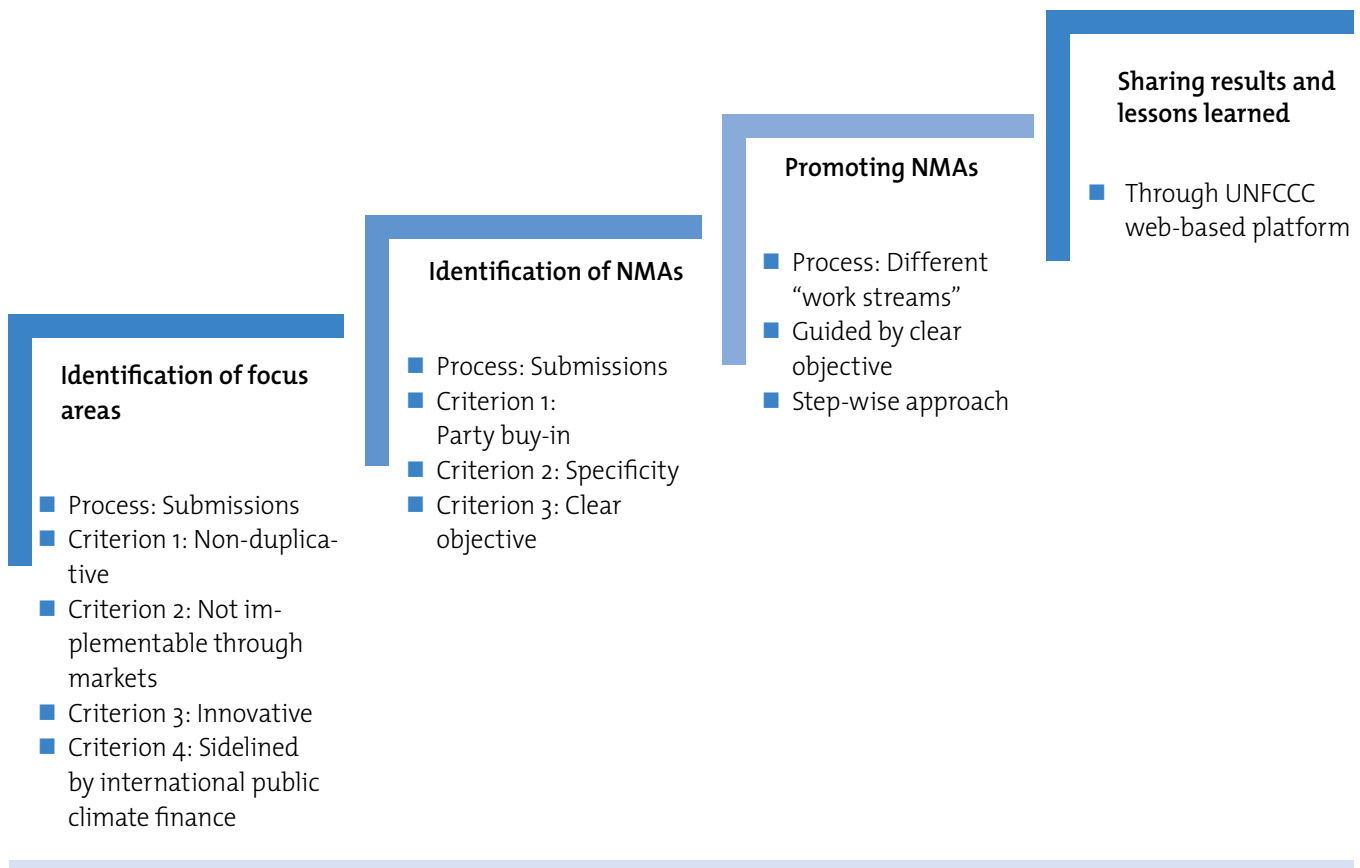 Identification of focus
areas
■ Process: Submissions
■ Criterion 1: Non-duplica-
tive
■ Criterion 2: Not im-
plementable through
markets
■ Criterion 3: Innovative
■ Criterion 4: Sidelined
by international public
climate finance
Identification of NMAs
■ Process: Submissions
■ Criterion 1:
Party buy-in
■ Criterion 2: Specificity
■ Criterion 3: Clear
objective
Promoting NMAs
■ Process: Different
“work streams”
■ Guided by clear
objective
■ Step-wise approach
Sharing results and
lessons learned
■ Through UNFCCC
web-based platform